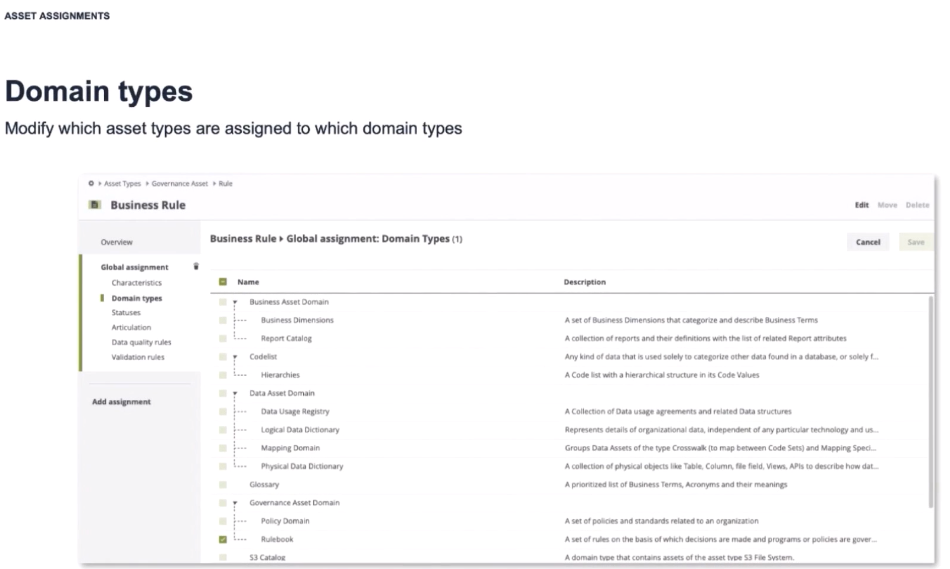 ASSET ASSIGNMENTS
Domain types
Modify which asset types are assigned to which domain types
Asset Types Governance Asset Rule
Business Rule Edit Move Delete
Overview
Business Rule Global assignment: Domain Types (1) Cancel Save
Global assignment
Characteristics
Domain types
Statuses
Articulation
Data quality rules
Validation rules
Add assignment
Name Description
Business Asset Domain
Business Dimensions A set of Business Dimensions that categorize and describe Business Terms
Report Catalog A collection of reports and their definitions with the list of related Report attributes
Codelist Any kind of data that is used solely to categorize other data found in a database, or solely f...
Hierarchies A Code list with a hierarchical structure in its Code Values
Data Asset Domain
Data Usage Registry A Collection of Data usage agreements and related Data structures
Logical Data Dictionary Represents details of organizational data, independent of any particular technology and us...
Mapping Domain Groups Data Assets of the type Crosswalk (to map between Code Sets) and Mapping Speci...
Physical Data Dictionary A collection of physical objects like Table, Column, file field, Views, APIs to describe how dat...
Glossary A prioritized list of Business Terms, Acronyms and their meanings
Governance Asset Domain
Policy Domain A set of policies and standards related to an organization
Rulebook A set of rules on the basis of which decisions are made and programs or policies are gover...
S3 Catalog A domain type that contains assets of the asset type S3 File System.